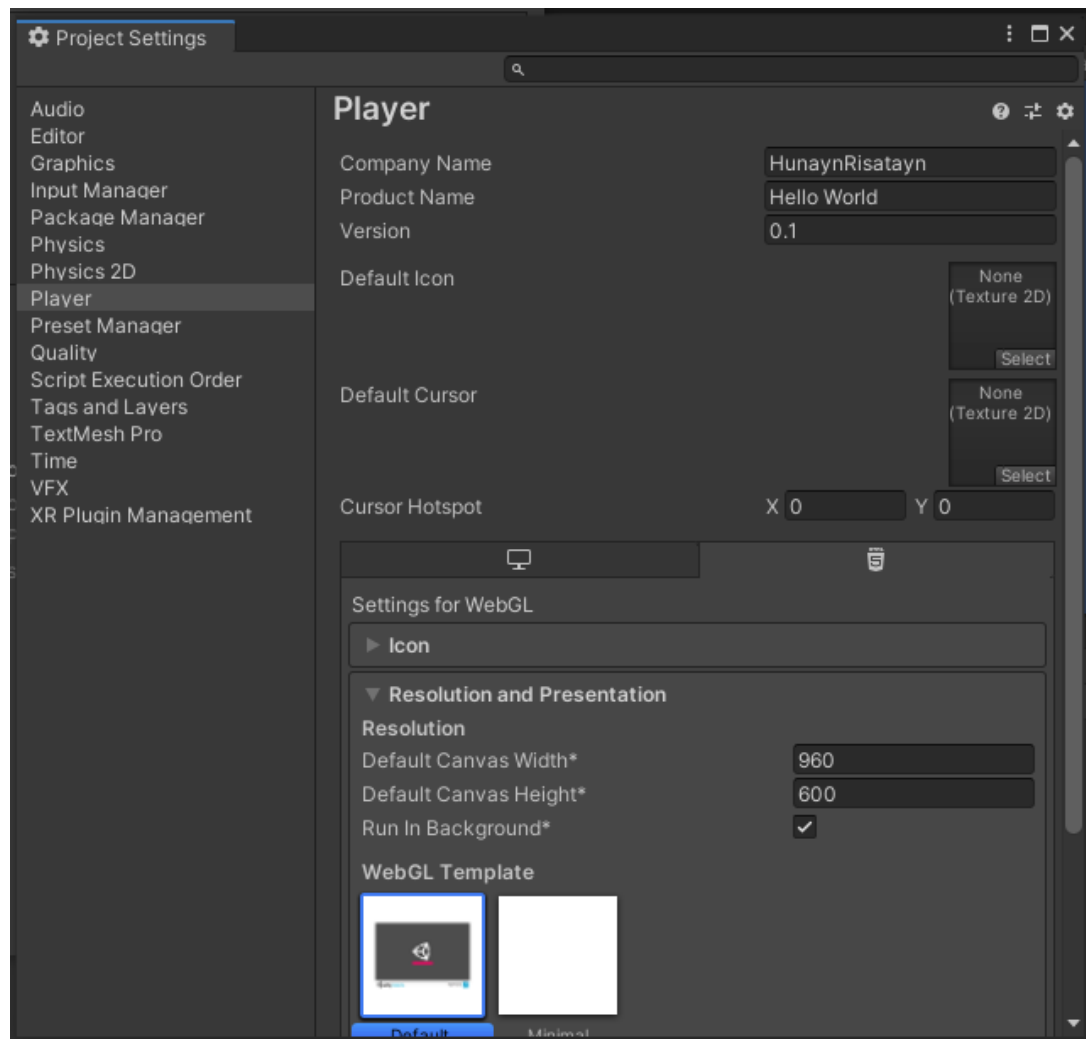 Project Settings
Audio
Editor
Graphics
Input Manager
Package Manager
Physics
Physics 2D
Player
Preset Manager
Quality
Script Execution Order
Tags and Layers
TextMesh Pro
Time
VFX
XR Plugin Management
Player
Company Name HunaynRisatayn
Product Name Hello World
Version 0.1
Default Icon
None
(Texture 2D)
Select
Default Cursor
None
(Texture 2D)
Select
Cursor Hotspot X 0 Y 0
Settings for WebGL
Icon
Resolution and Presentation
Resolution
Default Canvas Width* 960
Default Canvas Height* 600
Run In Background*
WebGL Template
Default Minimal